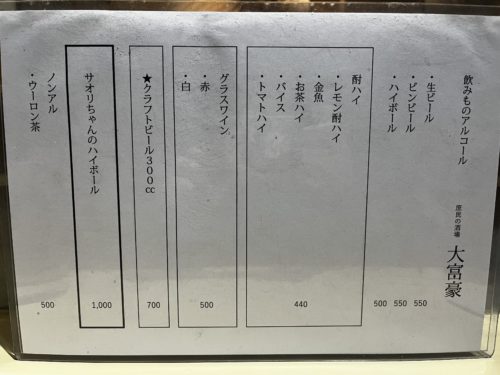 飲みものアルコール
庶民の酒場 大富豪
・生ビール 550
・ビンビール 550
・ハイボール 500
酎ハイ
・レモン酎ハイ
・金魚
・お茶ハイ
・バイス
・トマトハイ
440
グラスワイン
・赤
・白
500
★クラフトビール３００㏄ 700
サオリちゃんのハイボール 1,000
ノンアル
・ウーロン茶 500